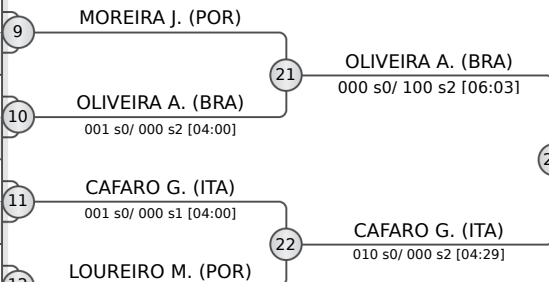 MOREIRA J. (POR)
9
OLIVEIRA A. (BRA)
21
000 s0/ 100 s2 [06:03]
OLIVEIRA A. (BRA)
10
001 s0/ 000 s2 [04:00]
CAFARO G. (ITA)
11
001 s0/ 000 s1 [04:00]
CAFARO G. (ITA)
22
010 s0/ 000 s2 [04:29]
LOUREIRO M. (POR)